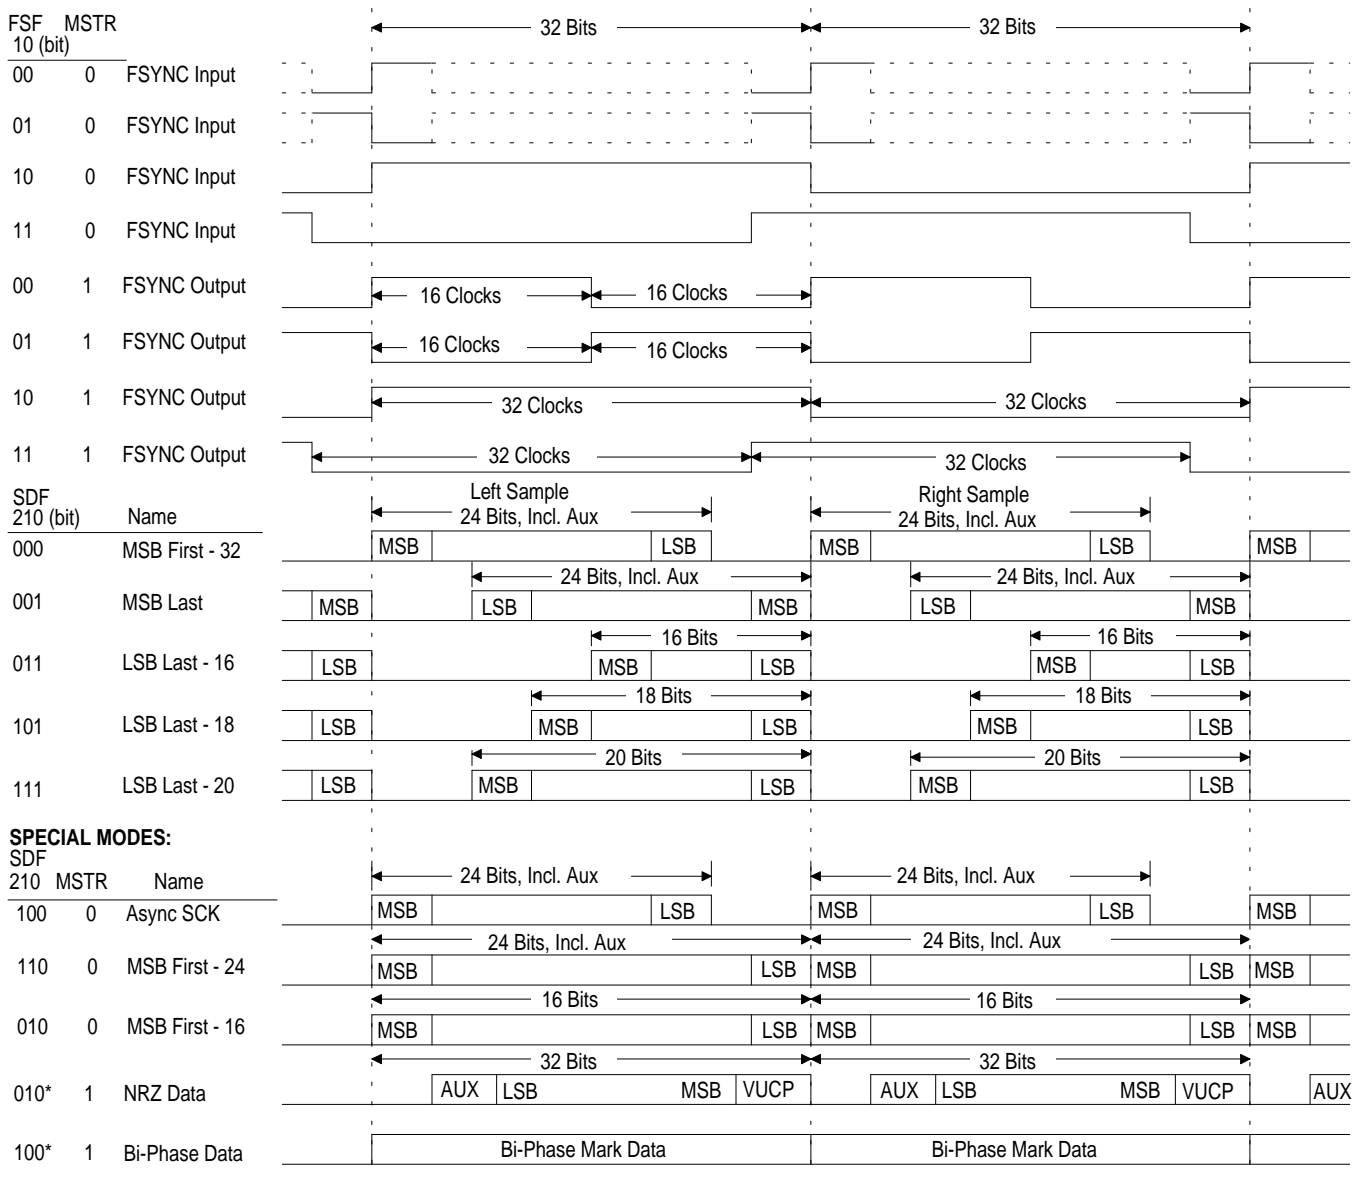 FSF MSTR
10 (bit)
32 Bits 32 Bits
00 0 FSYNC Input
01 0 FSYNC Input
10 0 FSYNC Input
11 0 FSYNC Input
00 1 FSYNC Output 16 Clocks 16 Clocks
01 1 FSYNC Output 16 Clocks 16 Clocks
10 1 FSYNC Output 32 Clocks 32 Clocks
11 1 FSYNC Output 32 Clocks 32 Clocks
SDF Left Sample Right Sample
210 (bit) Name 24 Bits, Incl. Aux 24 Bits, Incl. Aux
000 MSB First - 32 MSB LSB MSB LSB MSB
24 Bits, Incl. Aux 24 Bits, Incl. Aux
001 MSB Last MSB LSB MSB LSB MSB
16 Bits 16 Bits
011 LSB Last - 16 LSB MSB LSB MSB LSB
18 Bits 18 Bits
101 LSB Last - 18 LSB MSB LSB MSB LSB
20 Bits 20 Bits
111 LSB Last - 20 LSB MSB LSB MSB LSB
SPECIAL MODES:
SDF
210 MSTR Name 24 Bits, Incl. Aux 24 Bits, Incl. Aux
100 0 Async SCK MSB LSB MSB LSB MSB
24 Bits, Incl. Aux 24 Bits, Incl. Aux
110 0 MSB First - 24 MSB LSB MSB LSB MSB
16 Bits 16 Bits
010 0 MSB First - 16 MSB LSB MSB LSB MSB
32 Bits 32 Bits
010* 1 NRZ Data AUX LSB MSB VUCP AUX LSB MSB VUCP AUX
100* 1 Bi-Phase Data Bi-Phase Mark Data Bi-Phase Mark Data